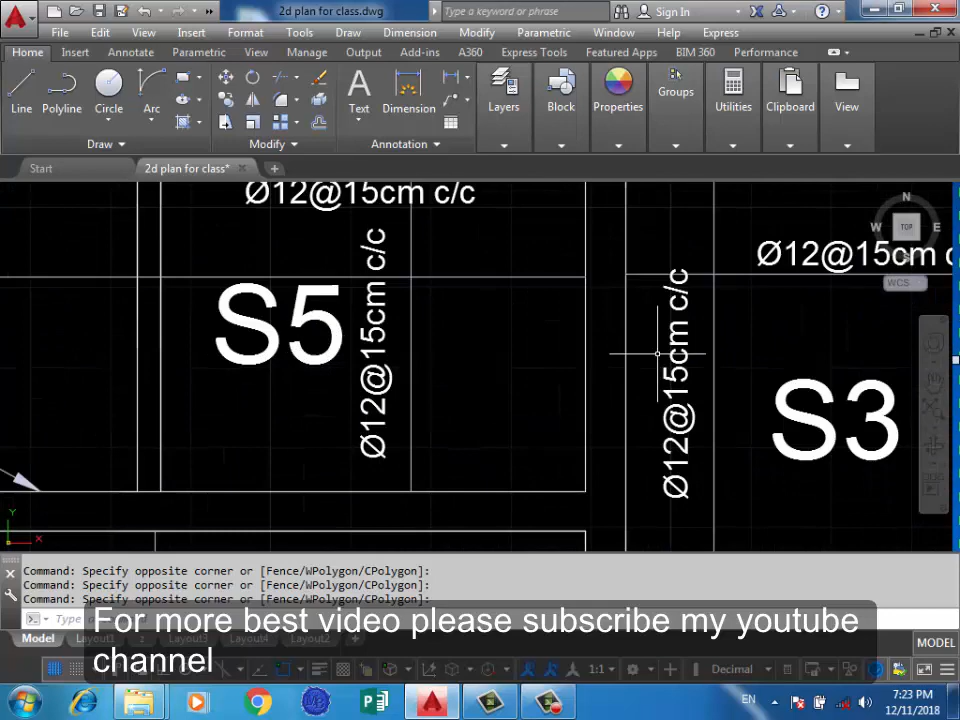 2d plan for class.dwg
Type a keyword or phrase
Sign In
File Edit View Insert Format Tools Draw Dimension Modify Parametric Window Help Express
Home Insert Annotate Parametric View Manage Output Add-ins A360 Express Tools Featured Apps BIM 360 Performance
Line Polyline Circle Arc Text Dimension Layers Block Properties Groups Utilities Clipboard View
Draw Modify Annotation
Start 2d plan for class*
N
W TOP E
WCS
Ø12@15cm c/c
Ø12@15cm c/c
S5
Ø12@15cm c/c
Ø12@15cm c
S3
Y
X
Command: Specify opposite corner or [Fence/WPolygon/CPolygon]:
Command: Specify opposite corner or [Fence/WPolygon/CPolygon]:
Command: Specify opposite corner or [Fence/WPolygon/CPolygon]:
For more best video please subscribe my youtube
channel
Model Layout1 Layout4 Layout2
MODEL
1:1 Decimal
EN
7:23 PM
12/11/2018